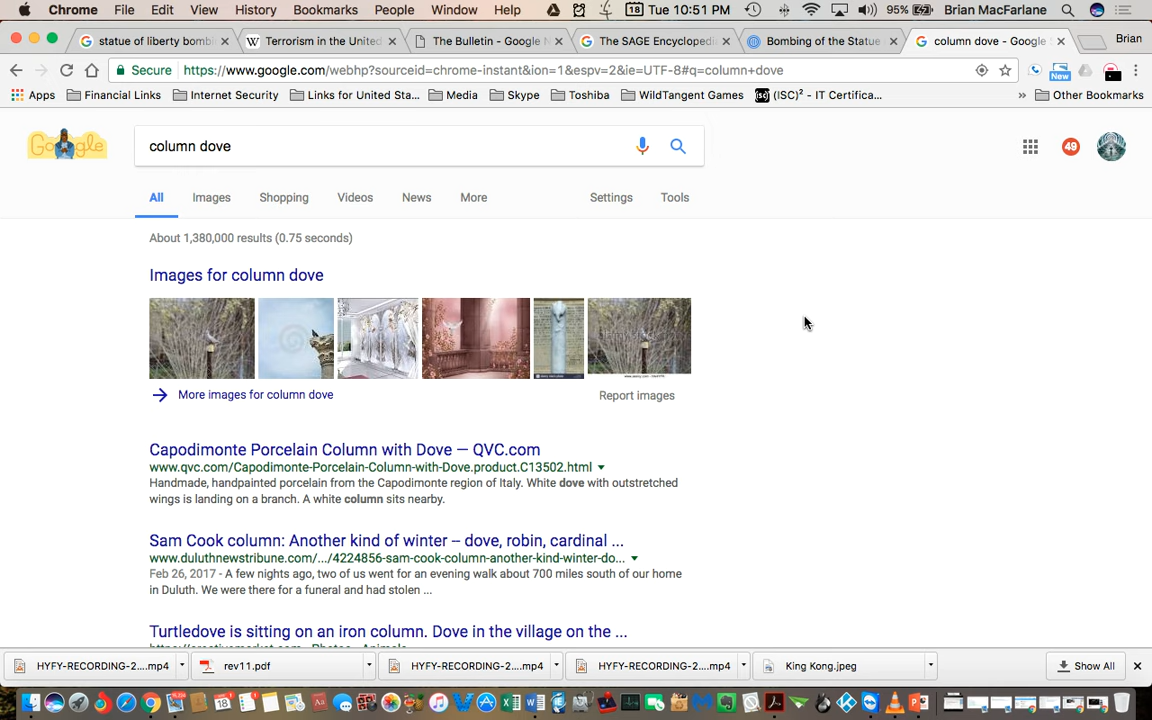 Chrome File Edit View History Bookmarks People Window Help 18 Tue 10:51 PM 95% Brian MacFarlane
statue of liberty bombi × Terrorism in the United × The Bulletin - Google N × The SAGE Encyclopedi × Bombing of the Statue × column dove - Google S × Brian
Secure https://www.google.com/webhp?sourceid=chrome-instant&ion=1&espv=2&ie=UTF-8#q=column+dove New
Apps Financial Links Internet Security Links for United Sta... Media Skype Toshiba WildTangent Games (ISC)² - IT Certifica... » Other Bookmarks
Google column dove 49
All Images Shopping Videos News More Settings Tools
About 1,380,000 results (0.75 seconds)
Images for column dove
More images for column dove Report images
Capodimonte Porcelain Column with Dove — QVC.com
www.qvc.com/Capodimonte-Porcelain-Column-with-Dove.product.C13502.html
Handmade, handpainted porcelain from the Capodimonte region of Italy. White dove with outstretched
wings is landing on a branch. A white column sits nearby.
Sam Cook column: Another kind of winter – dove, robin, cardinal ...
www.duluthnewstribune.com/.../4224856-sam-cook-column-another-kind-winter-do...
Feb 26, 2017 - A few nights ago, two of us went for an evening walk about 700 miles south of our home
in Duluth. We were there for a funeral and had stolen ...
Turtledove is sitting on an iron column. Dove in the village on the ...
HYFY-RECORDING-2....mp4 rev11.pdf HYFY-RECORDING-2....mp4 HYFY-RECORDING-2....mp4 King Kong.jpeg Show All